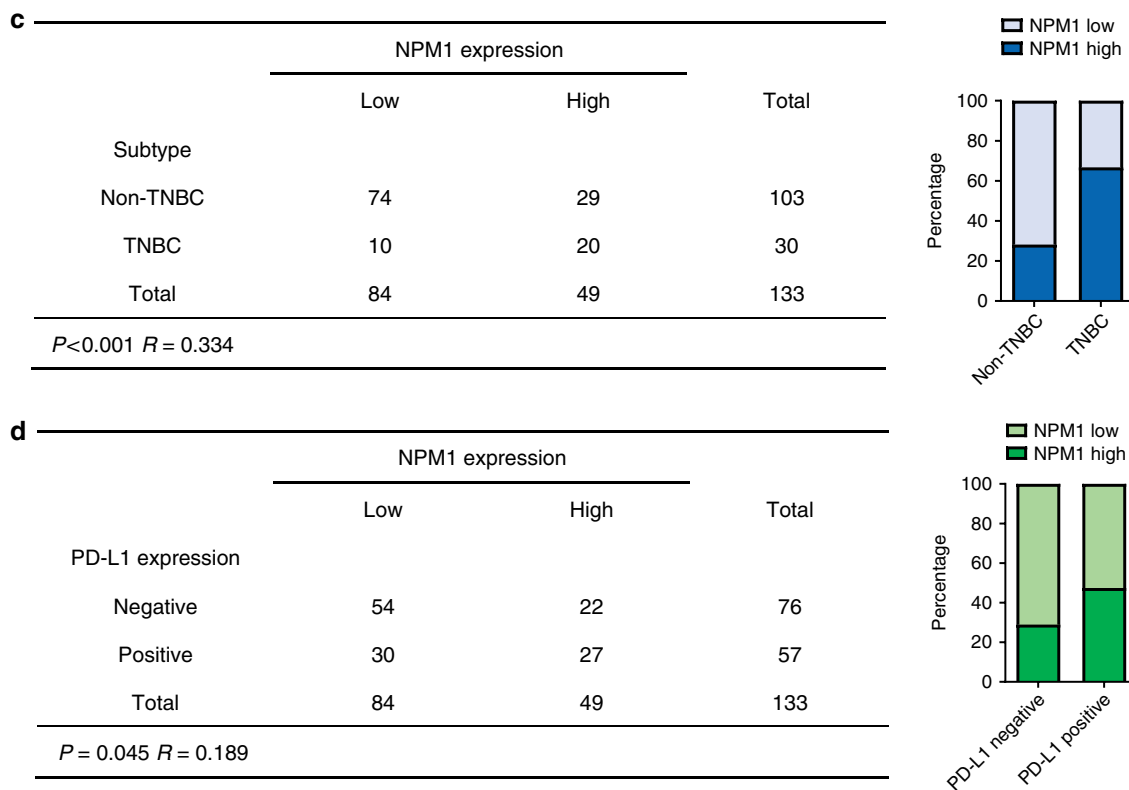 c
NPM1 expression
Low High Total
Subtype
Non-TNBC 74 29 103
TNBC 10 20 30
Total 84 49 133
P<0.001 R = 0.334
NPM1 low
NPM1 high
100
80
60
40
20
0
Percentage
Non-TNBC
TNBC
d
NPM1 expression
Low High Total
PD-L1 expression
Negative 54 22 76
Positive 30 27 57
Total 84 49 133
P = 0.045 R = 0.189
NPM1 low
NPM1 high
100
80
60
40
20
0
Percentage
PD-L1 negative
PD-L1 positive